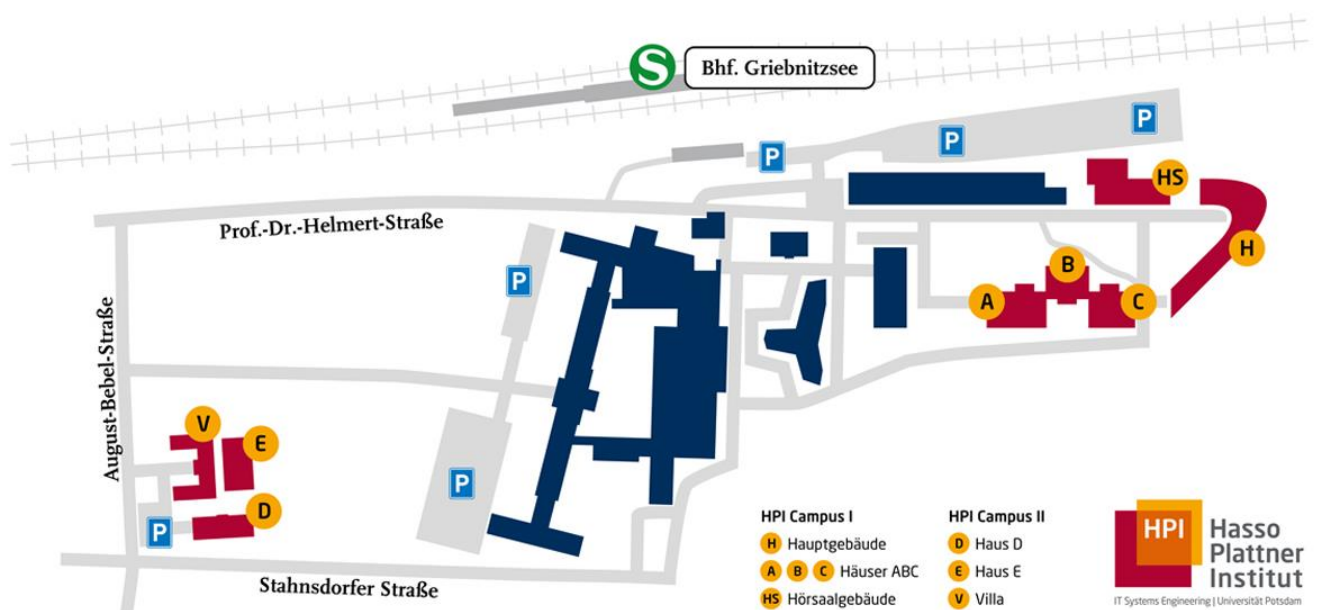 S
Bhf. Griebnitzsee
P
P
P
HS
Prof.-Dr.-Helmert-Straße
H
B
P
A
C
August-Bebel-Straße
V
E
P
D
P
Stahnsdorfer Straße
HPI Campus I
H Hauptgebäude
A B C Häuser ABC
HS Hörsaalgebäude
HPI Campus II
D Haus D
E Haus E
V Villa
HPI
Hasso
Plattner
Institut
IT Systems Engineering | Universität Potsdam